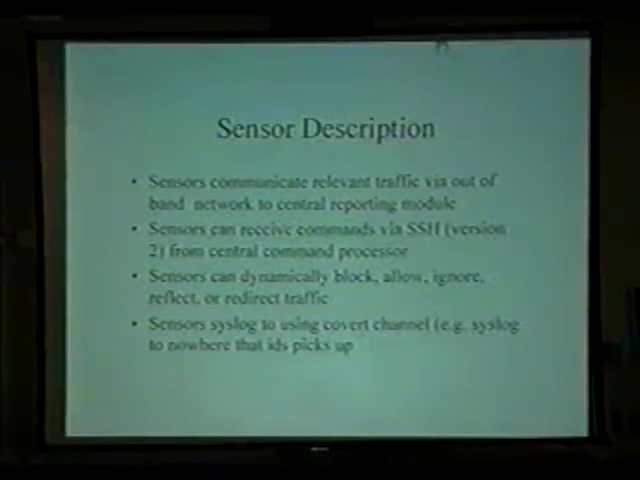 Sensor Description
• Sensors communicate relevant traffic via out of
band network to central reporting module
• Sensors can receive commands via SSH (version
2) from central command processor
• Sensors can dynamically block, allow, ignore,
reflect, or redirect traffic
• Sensors syslog to using covert channel (e.g. syslog
to nowhere that ids picks up